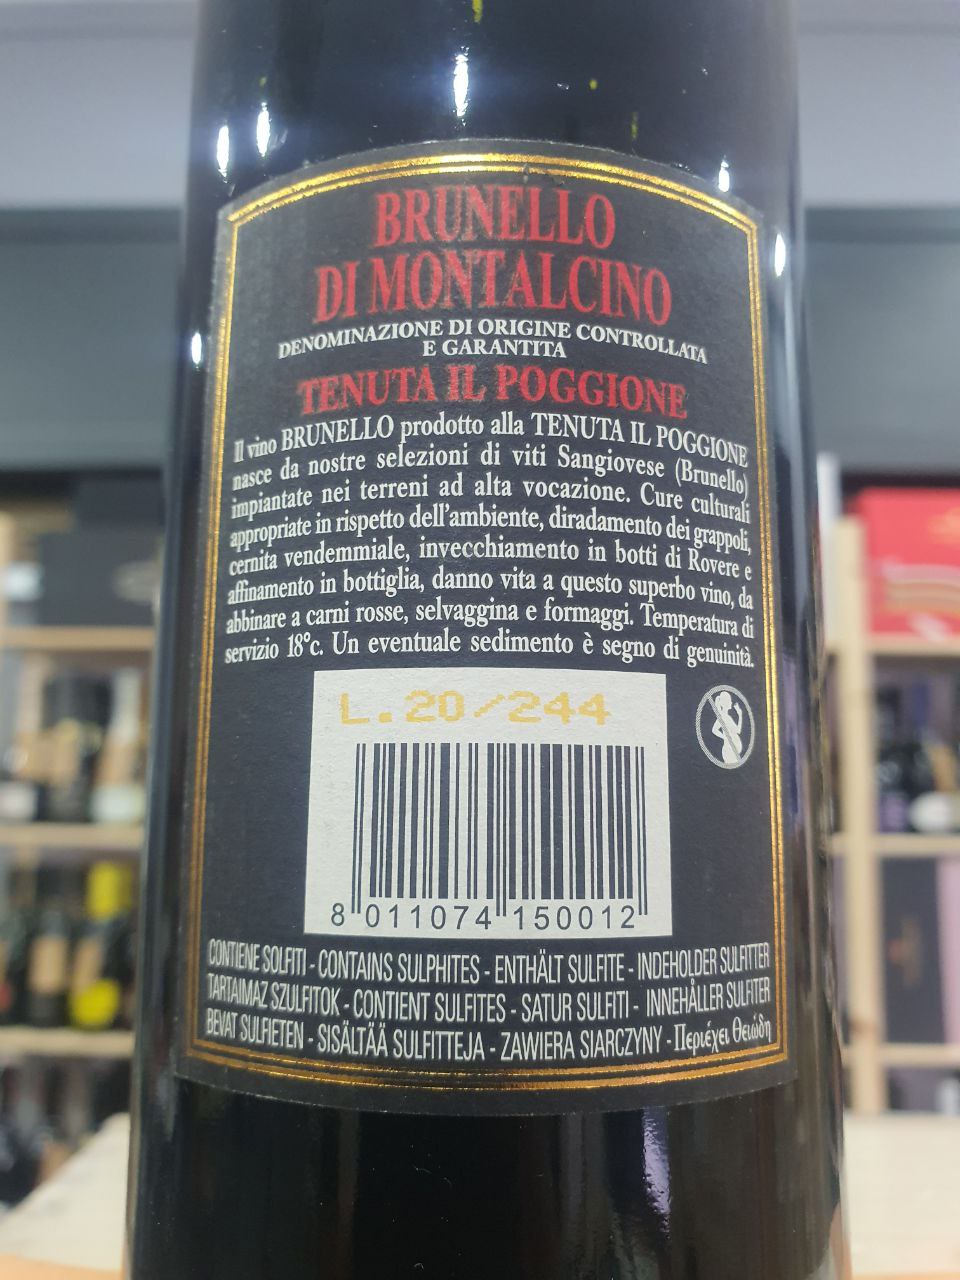 BRUNELLO
DI MONTALCINO
DENOMINAZIONE DI ORIGINE CONTROLLATA
E GARANTITA
TENUTA IL POGGIONE
Il vino BRUNELLO prodotto alla TENUTA IL POGGIONE
nasce da nostre selezioni di viti Sangiovese (Brunello)
impiantate nei terreni ad alta vocazione. Cure culturali
appropriate in rispetto dell'ambiente, diradamento dei grappoli,
cernita vendemmiale, invecchiamento in botti di Rovere e
affinamento in bottiglia, danno vita a questo superbo vino, da
abbinare a carni rosse, selvaggina e formaggi. Temperatura di
servizio 18°c. Un eventuale sedimento è segno di genuinità.
L.20/244
8 011074 150012
CONTIENE SOLFITI - CONTAINS SULPHITES - ENTHÄLT SULFITE - INDEHOLDER SULFITTER
TARTAIMAZ SZULFITOK - CONTIENT SULFITES - SATUR SULFITI - INNEHÅLLER SULFITER
BEVAT SULFIETEN - SISÄLTÄÄ SULFITTEJA - ZAWIERA SIARCZYNY - Περιέχει Θειώδη